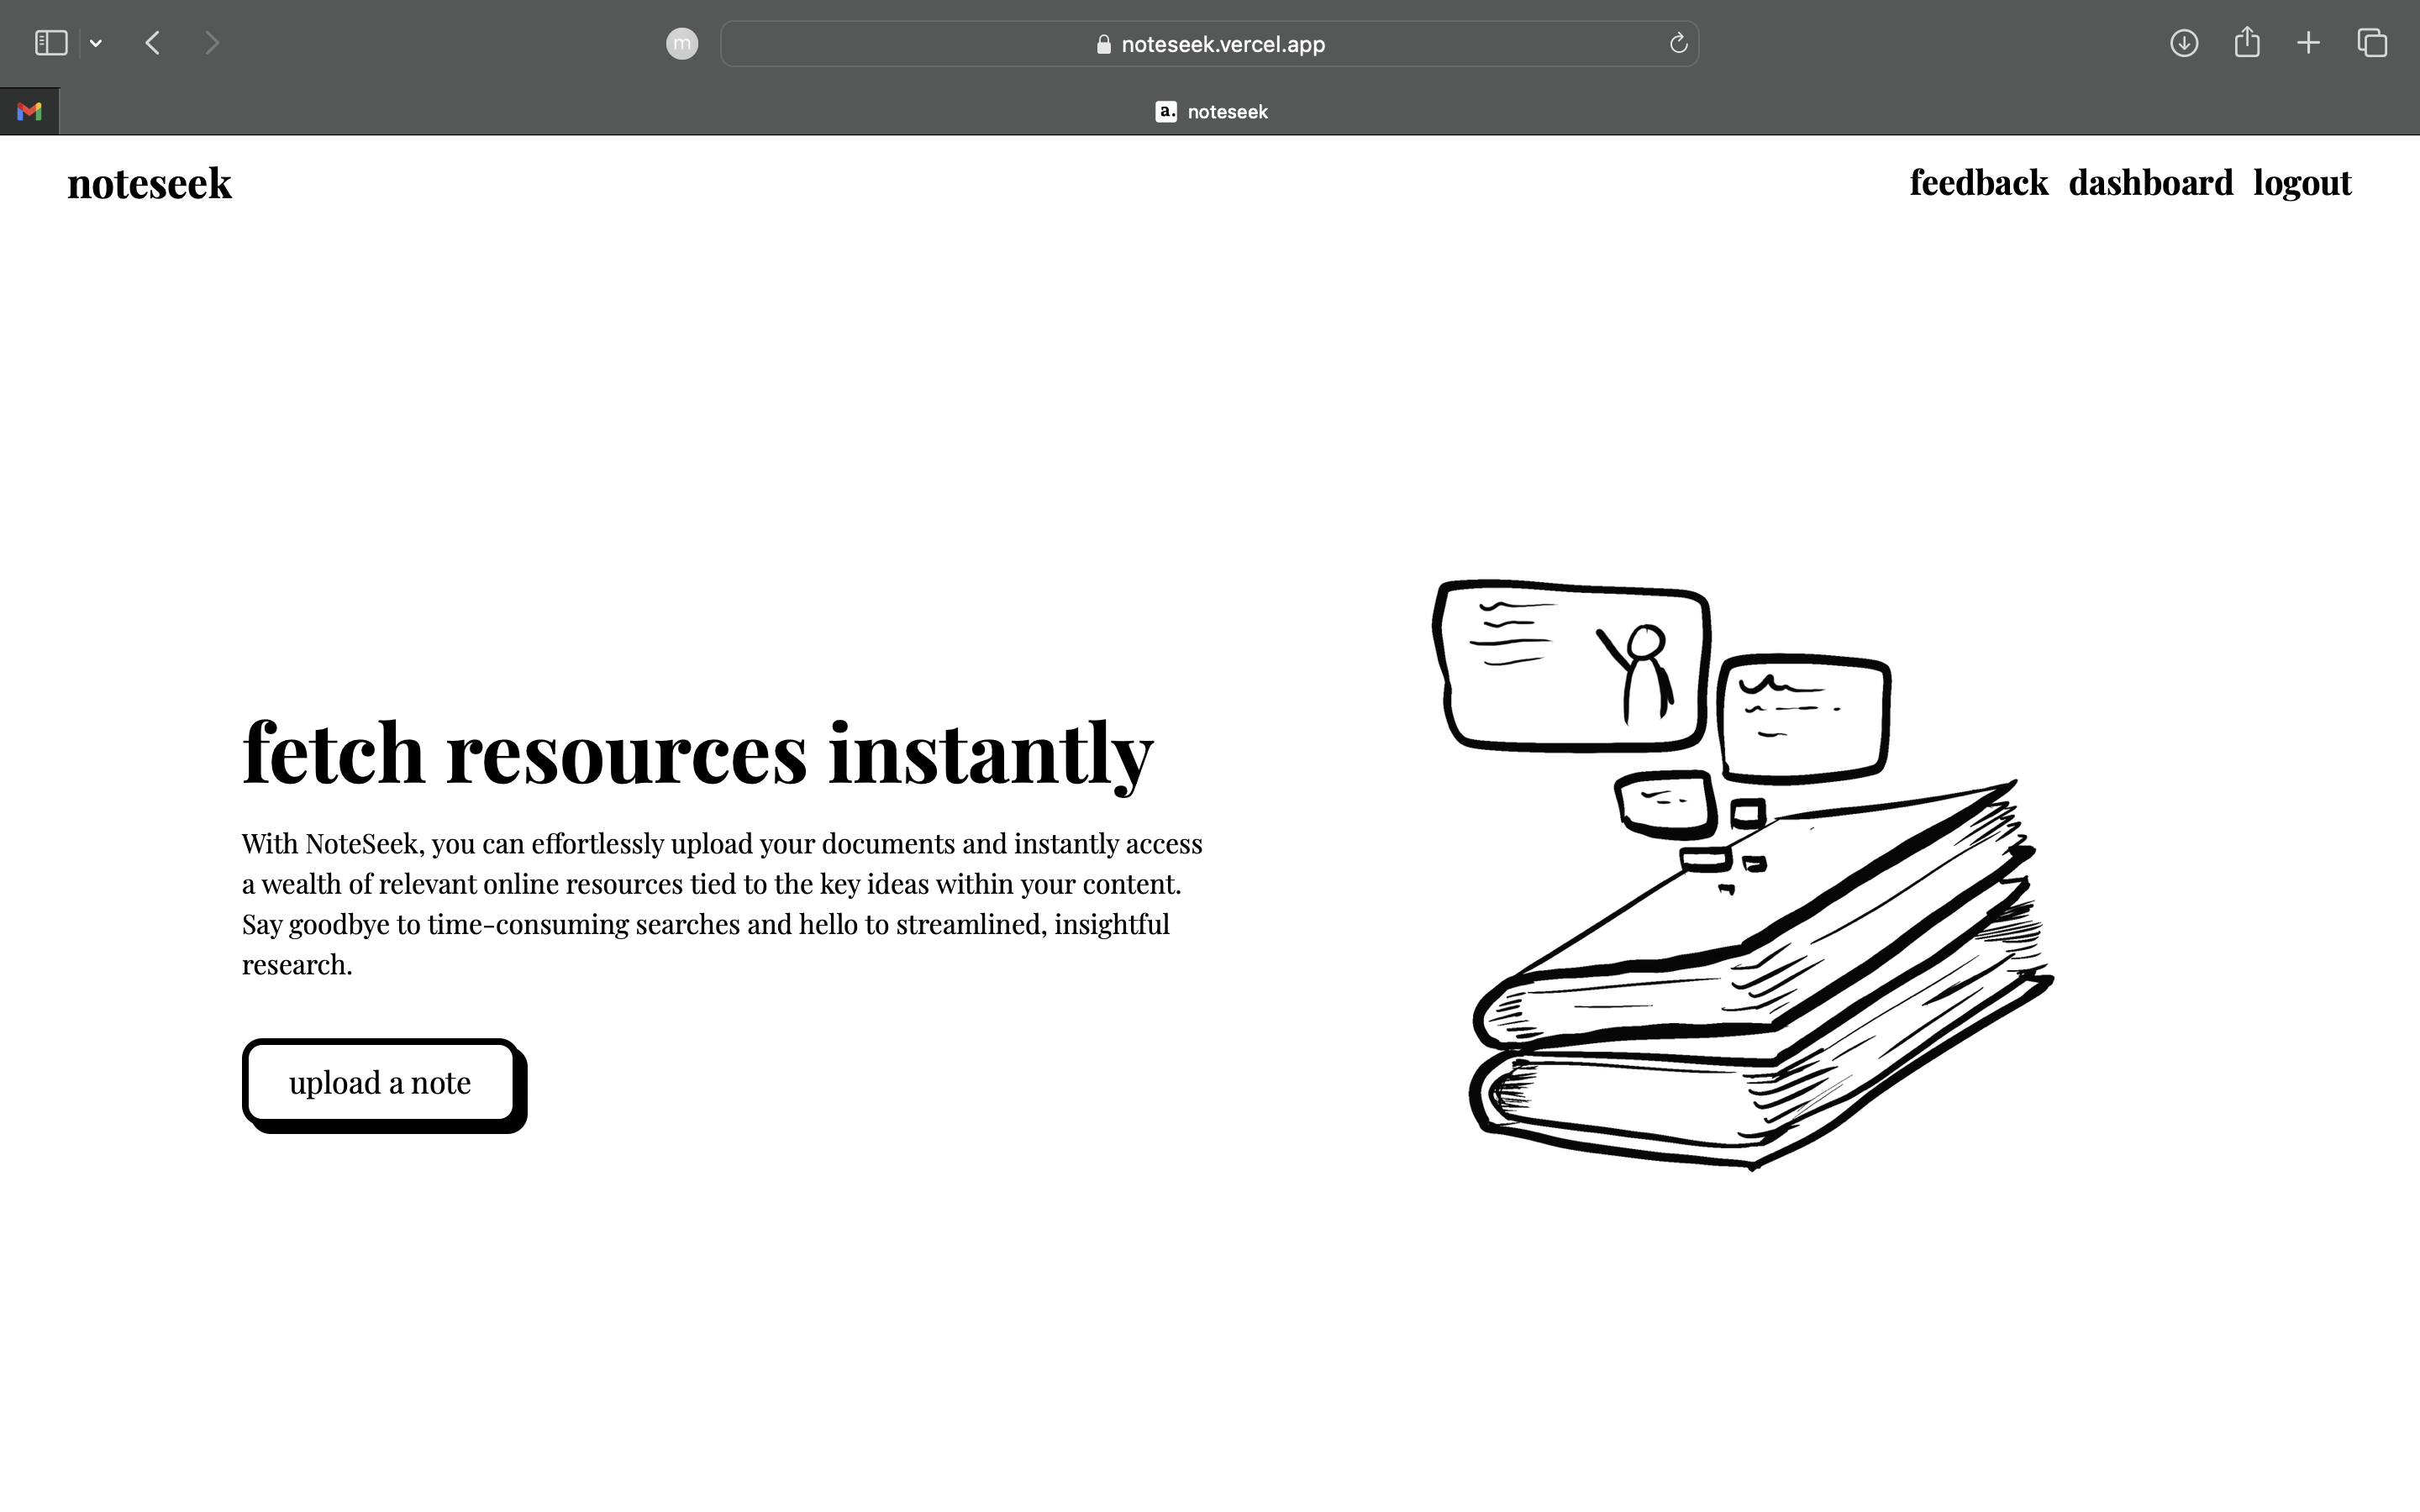 m
noteseek.vercel.app
a. noteseek
noteseek
feedback dashboard logout
fetch resources instantly
With NoteSeek, you can effortlessly upload your documents and instantly access
a wealth of relevant online resources tied to the key ideas within your content.
Say goodbye to time-consuming searches and hello to streamlined, insightful
research.
upload a note